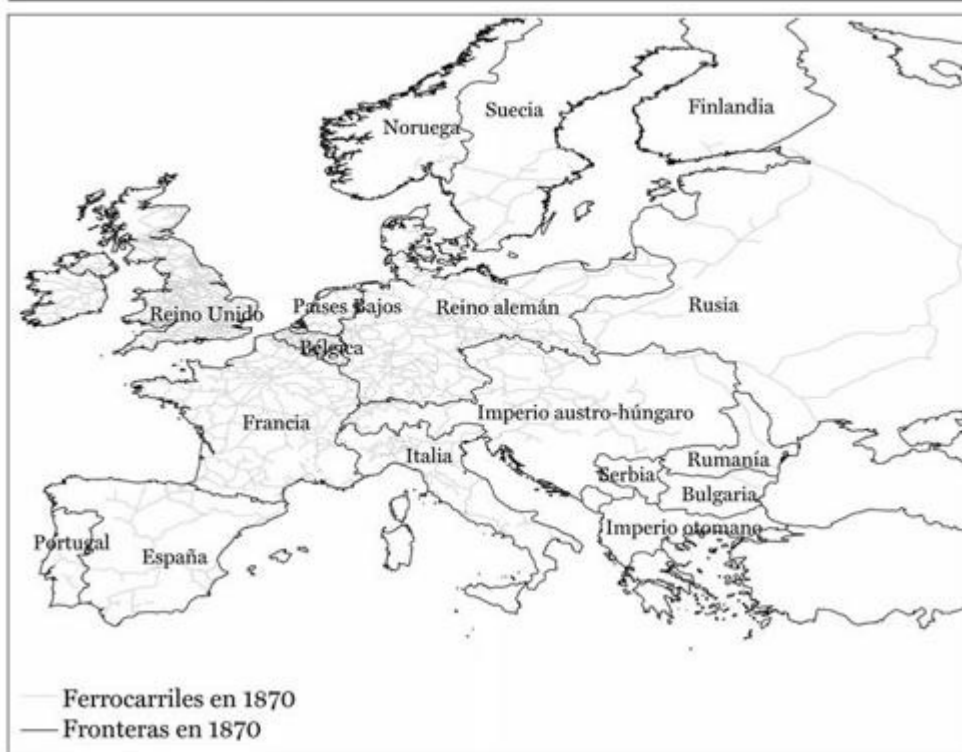 Noruega
Suecia
Finlandia
Reino Unido
Países Bajos
Reino alemán
Rusia
Bélgica
Francia
Imperio austro-húngaro
Italia
Rumanía
Serbia
Bulgaria
Imperio otomano
Portugal
España
Ferrocarriles en 1870
Fronteras en 1870